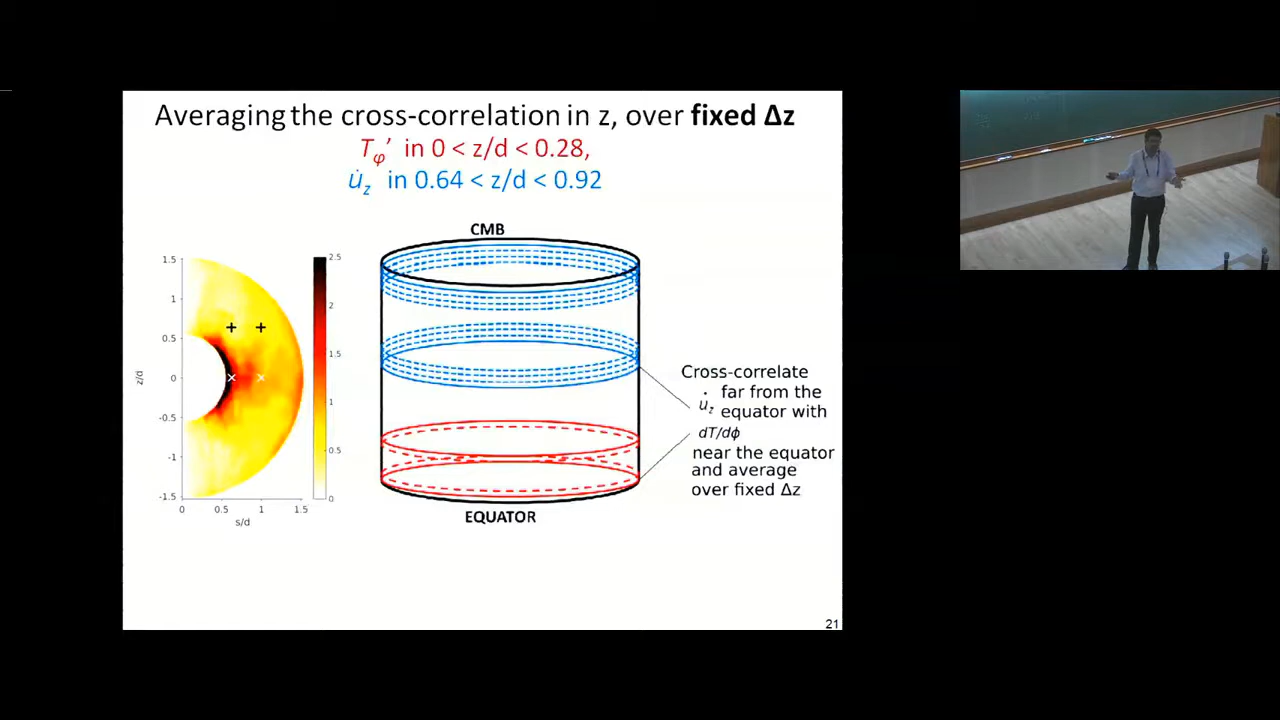 Averaging the cross-correlation in z, over fixed Δz
Tφ’ in 0 < z/d < 0.28,
u̇z in 0.64 < z/d < 0.92
CMB
1.5
1
0.5
0
-0.5
-1
-1.5
z/d
0
0.5
1
1.5
s/d
2.5
2
1.5
1
0.5
0
EQUATOR
Cross-correlate
u̇z far from the
equator with
dT/dϕ
near the equator
and average
over fixed Δz
21